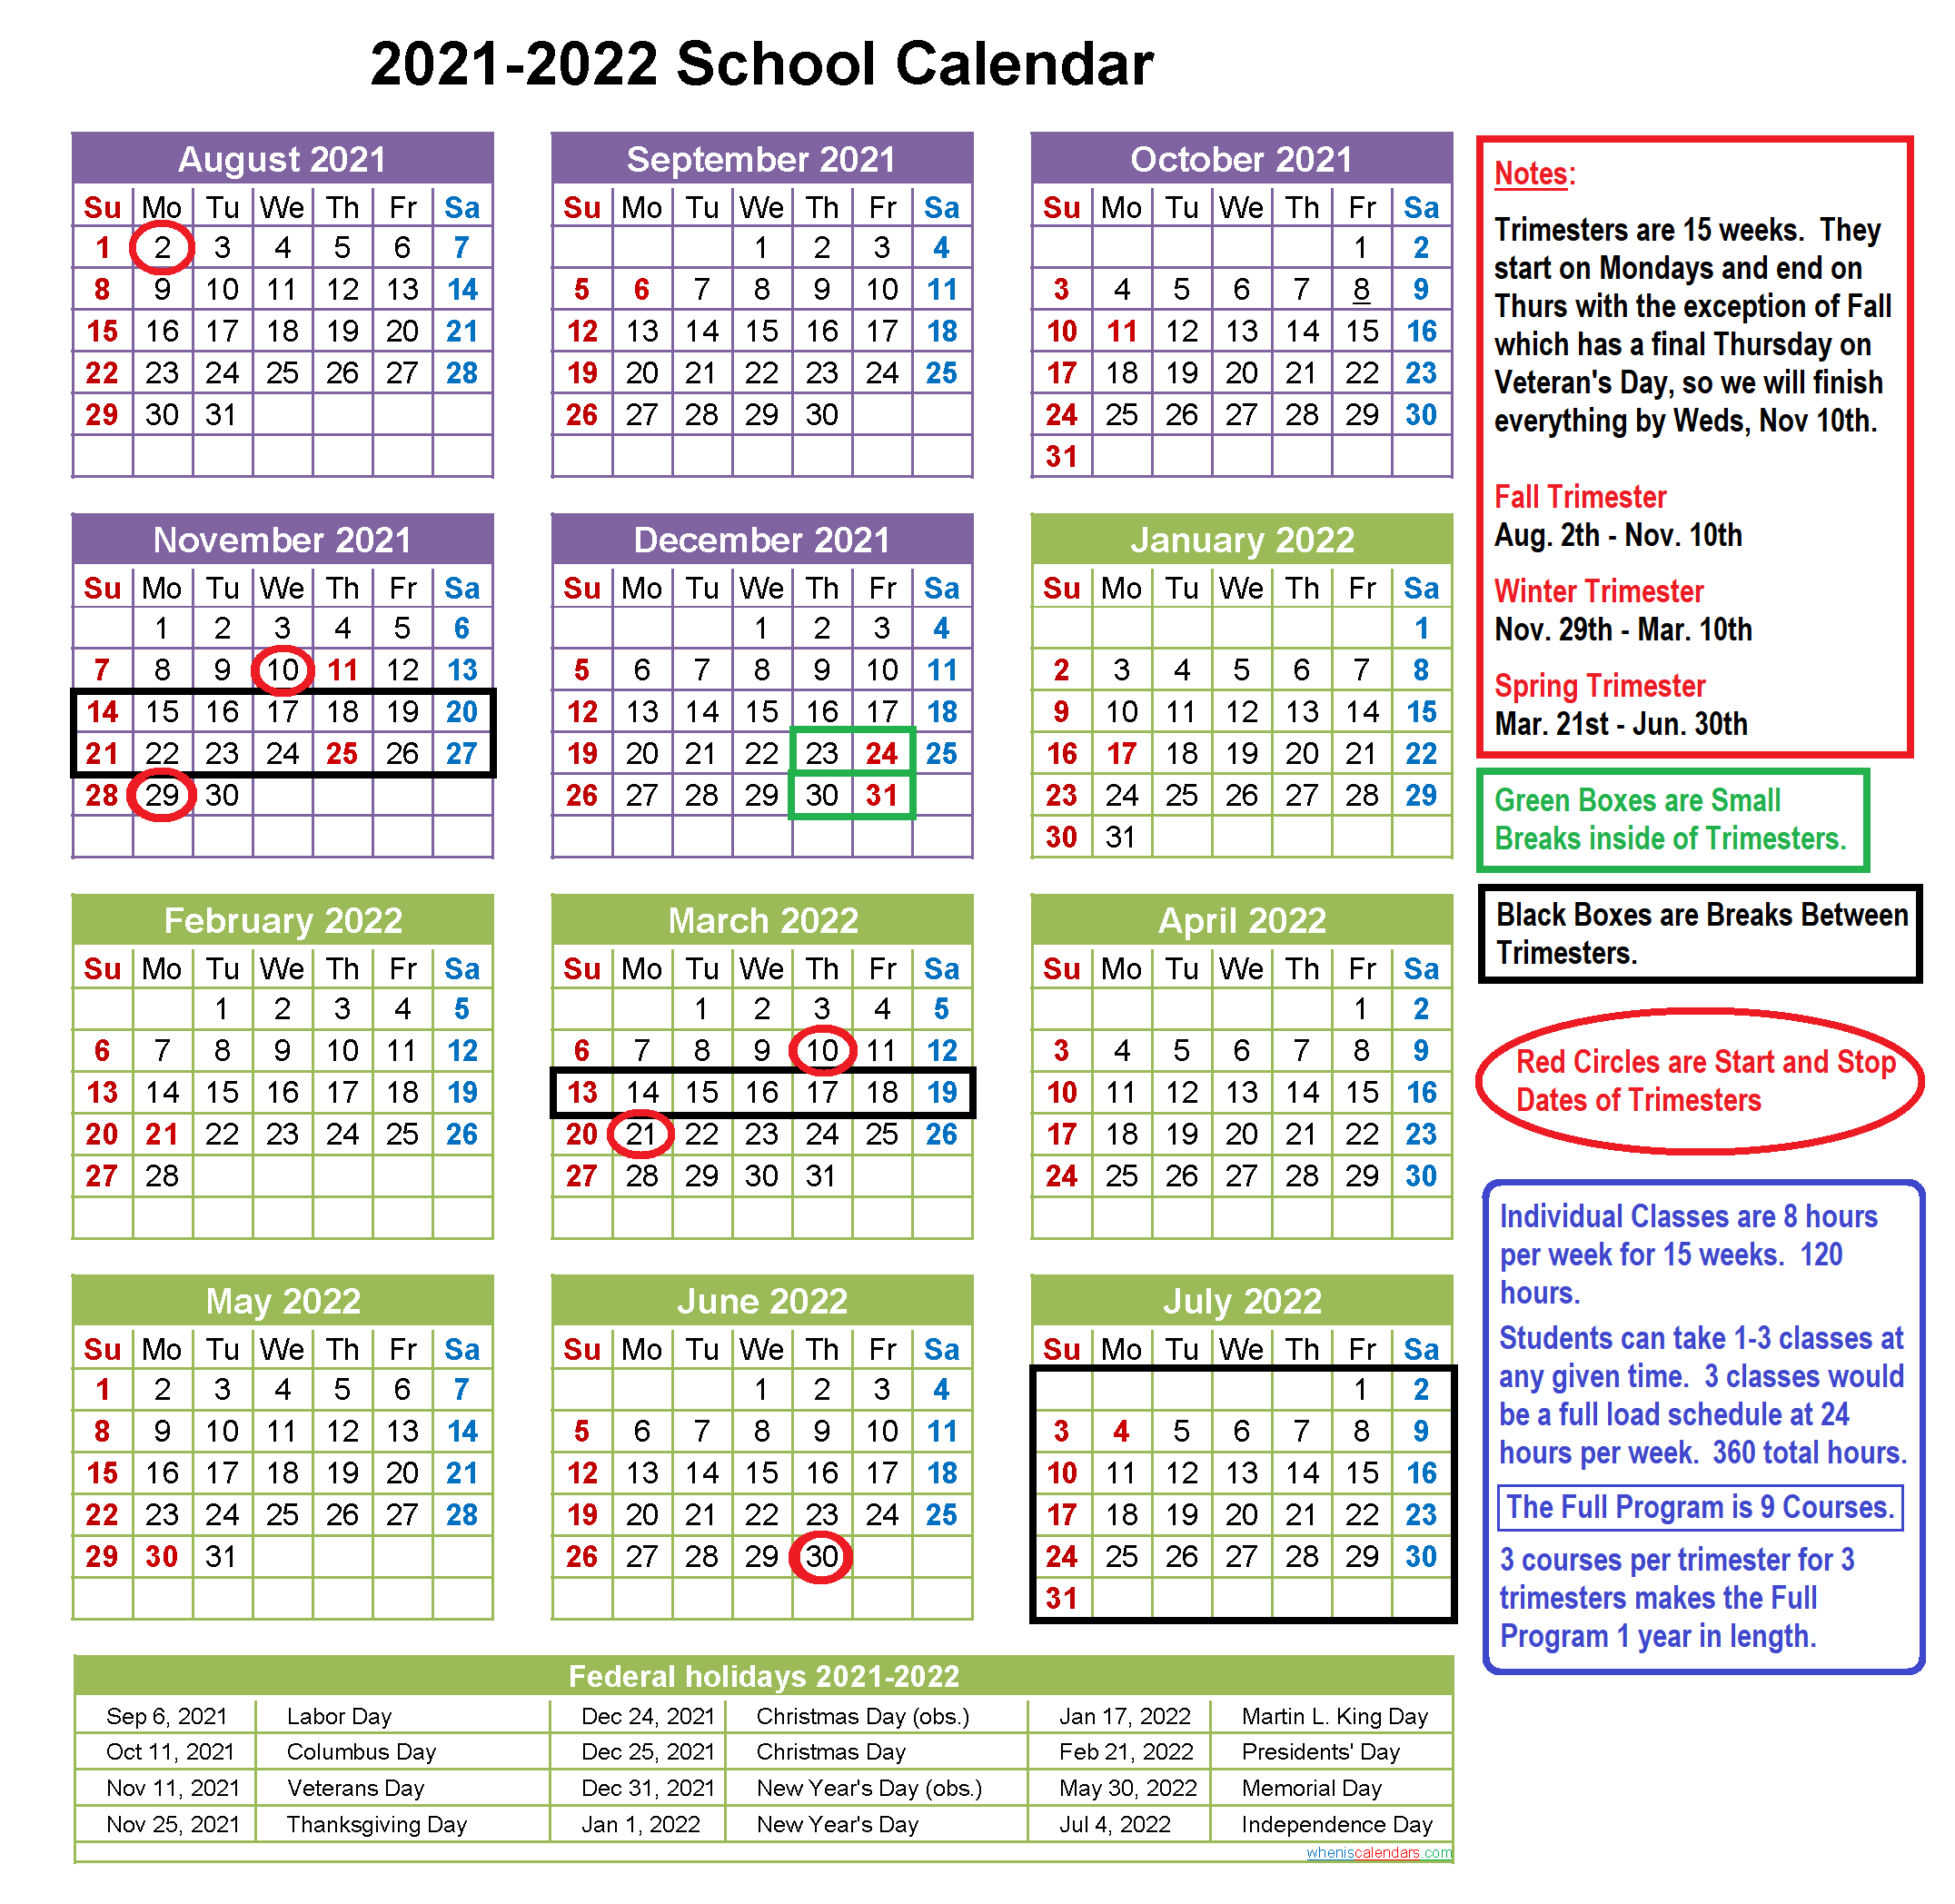 2021-2022 School Calendar
August 2021
Su Mo Tu We Th Fr Sa
1 2 3 4 5 6 7
8 9 10 11 12 13 14
15 16 17 18 19 20 21
22 23 24 25 26 27 28
29 30 31
September 2021
Su Mo Tu We Th Fr Sa
1 2 3 4
5 6 7 8 9 10 11
12 13 14 15 16 17 18
19 20 21 22 23 24 25
26 27 28 29 30
October 2021
Su Mo Tu We Th Fr Sa
1 2
3 4 5 6 7 8 9
10 11 12 13 14 15 16
17 18 19 20 21 22 23
24 25 26 27 28 29 30
31
November 2021
Su Mo Tu We Th Fr Sa
1 2 3 4 5 6
7 8 9 10 11 12 13
14 15 16 17 18 19 20
21 22 23 24 25 26 27
28 29 30
December 2021
Su Mo Tu We Th Fr Sa
1 2 3 4
5 6 7 8 9 10 11
12 13 14 15 16 17 18
19 20 21 22 23 24 25
26 27 28 29 30 31
January 2022
Su Mo Tu We Th Fr Sa
1
2 3 4 5 6 7 8
9 10 11 12 13 14 15
16 17 18 19 20 21 22
23 24 25 26 27 28 29
30 31
February 2022
Su Mo Tu We Th Fr Sa
1 2 3 4 5
6 7 8 9 10 11 12
13 14 15 16 17 18 19
20 21 22 23 24 25 26
27 28
March 2022
Su Mo Tu We Th Fr Sa
1 2 3 4 5
6 7 8 9 10 11 12
13 14 15 16 17 18 19
20 21 22 23 24 25 26
27 28 29 30 31
April 2022
Su Mo Tu We Th Fr Sa
1 2
3 4 5 6 7 8 9
10 11 12 13 14 15 16
17 18 19 20 21 22 23
24 25 26 27 28 29 30
May 2022
Su Mo Tu We Th Fr Sa
1 2 3 4 5 6 7
8 9 10 11 12 13 14
15 16 17 18 19 20 21
22 23 24 25 26 27 28
29 30 31
June 2022
Su Mo Tu We Th Fr Sa
1 2 3 4
5 6 7 8 9 10 11
12 13 14 15 16 17 18
19 20 21 22 23 24 25
26 27 28 29 30
July 2022
Su Mo Tu We Th Fr Sa
1 2
3 4 5 6 7 8 9
10 11 12 13 14 15 16
17 18 19 20 21 22 23
24 25 26 27 28 29 30
31
Notes:
Trimesters are 15 weeks. They
start on Mondays and end on
Thurs with the exception of Fall
which has a final Thursday on
Veteran's Day, so we will finish
everything by Weds, Nov 10th.
Fall Trimester
Aug. 2th - Nov. 10th
Winter Trimester
Nov. 29th - Mar. 10th
Spring Trimester
Mar. 21st - Jun. 30th
Green Boxes are Small
Breaks inside of Trimesters.
Black Boxes are Breaks Between
Trimesters.
Red Circles are Start and Stop
Dates of Trimesters
Individual Classes are 8 hours
per week for 15 weeks. 120
hours.
Students can take 1-3 classes at
any given time. 3 classes would
be a full load schedule at 24
hours per week. 360 total hours.
The Full Program is 9 Courses.
3 courses per trimester for 3
trimesters makes the Full
Program 1 year in length.
Federal holidays 2021-2022
Sep 6, 2021 Labor Day Dec 24, 2021 Christmas Day (obs.) Jan 17, 2022 Martin L. King Day
Oct 11, 2021 Columbus Day Dec 25, 2021 Christmas Day Feb 21, 2022 Presidents' Day
Nov 11, 2021 Veterans Day Dec 31, 2021 New Year's Day (obs.) May 30, 2022 Memorial Day
Nov 25, 2021 Thanksgiving Day Jan 1, 2022 New Year's Day Jul 4, 2022 Independence Day
wheniscalendars.com